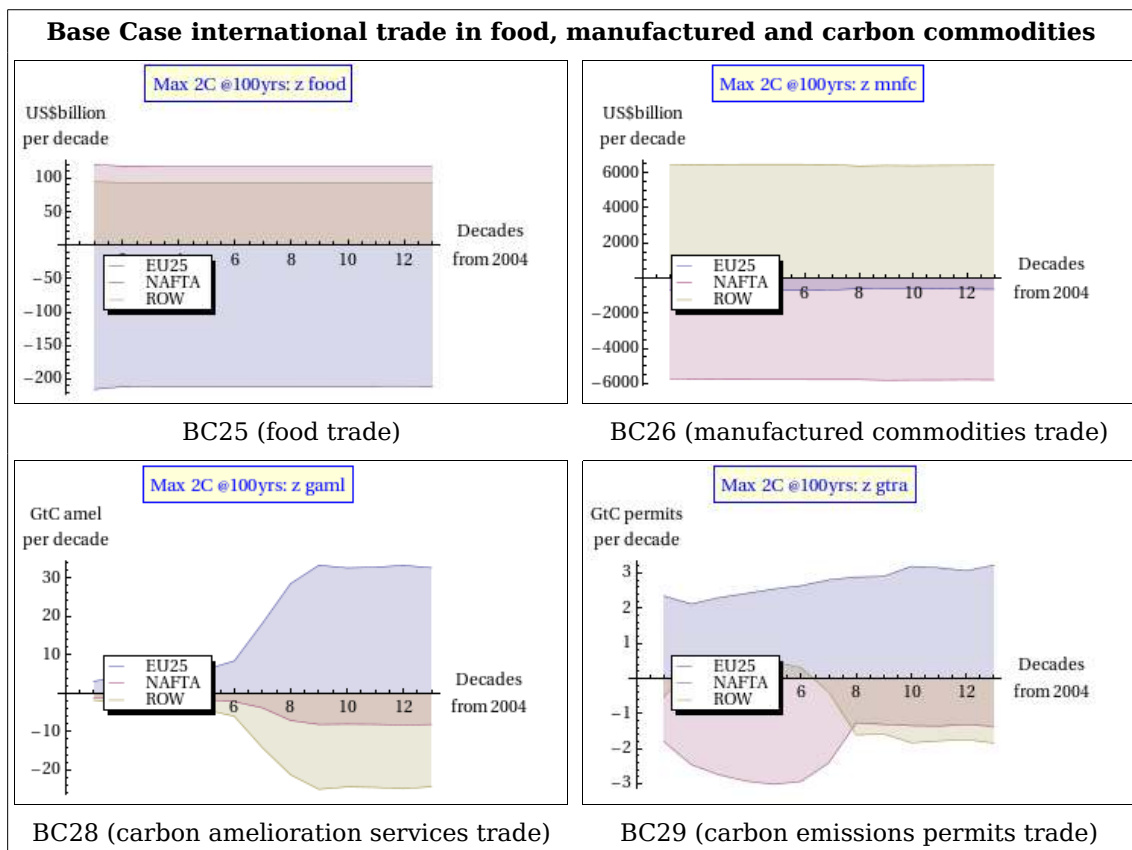 Base Case international trade in food, manufactured and carbon commodities
Max 2C @100yrs: z food
US$billion
per decade
100
50
−50
−100
−150
−200
6
8
10
12
Decades
from 2004
EU25
NAFTA
ROW
BC25 (food trade)
Max 2C @100yrs: z mnfc
US$billion
per decade
6000
4000
2000
−2000
−4000
−6000
6
8
10
12
Decades
from 2004
EU25
NAFTA
ROW
BC26 (manufactured commodities trade)
Max 2C @100yrs: z gaml
GtC amel
per decade
30
20
10
−10
−20
6
8
10
12
Decades
from 2004
EU25
NAFTA
ROW
BC28 (carbon amelioration services trade)
Max 2C @100yrs: z gtra
GtC permits
per decade
3
2
1
−1
−2
−3
6
8
10
12
Decades
from 2004
EU25
NAFTA
ROW
BC29 (carbon emissions permits trade)